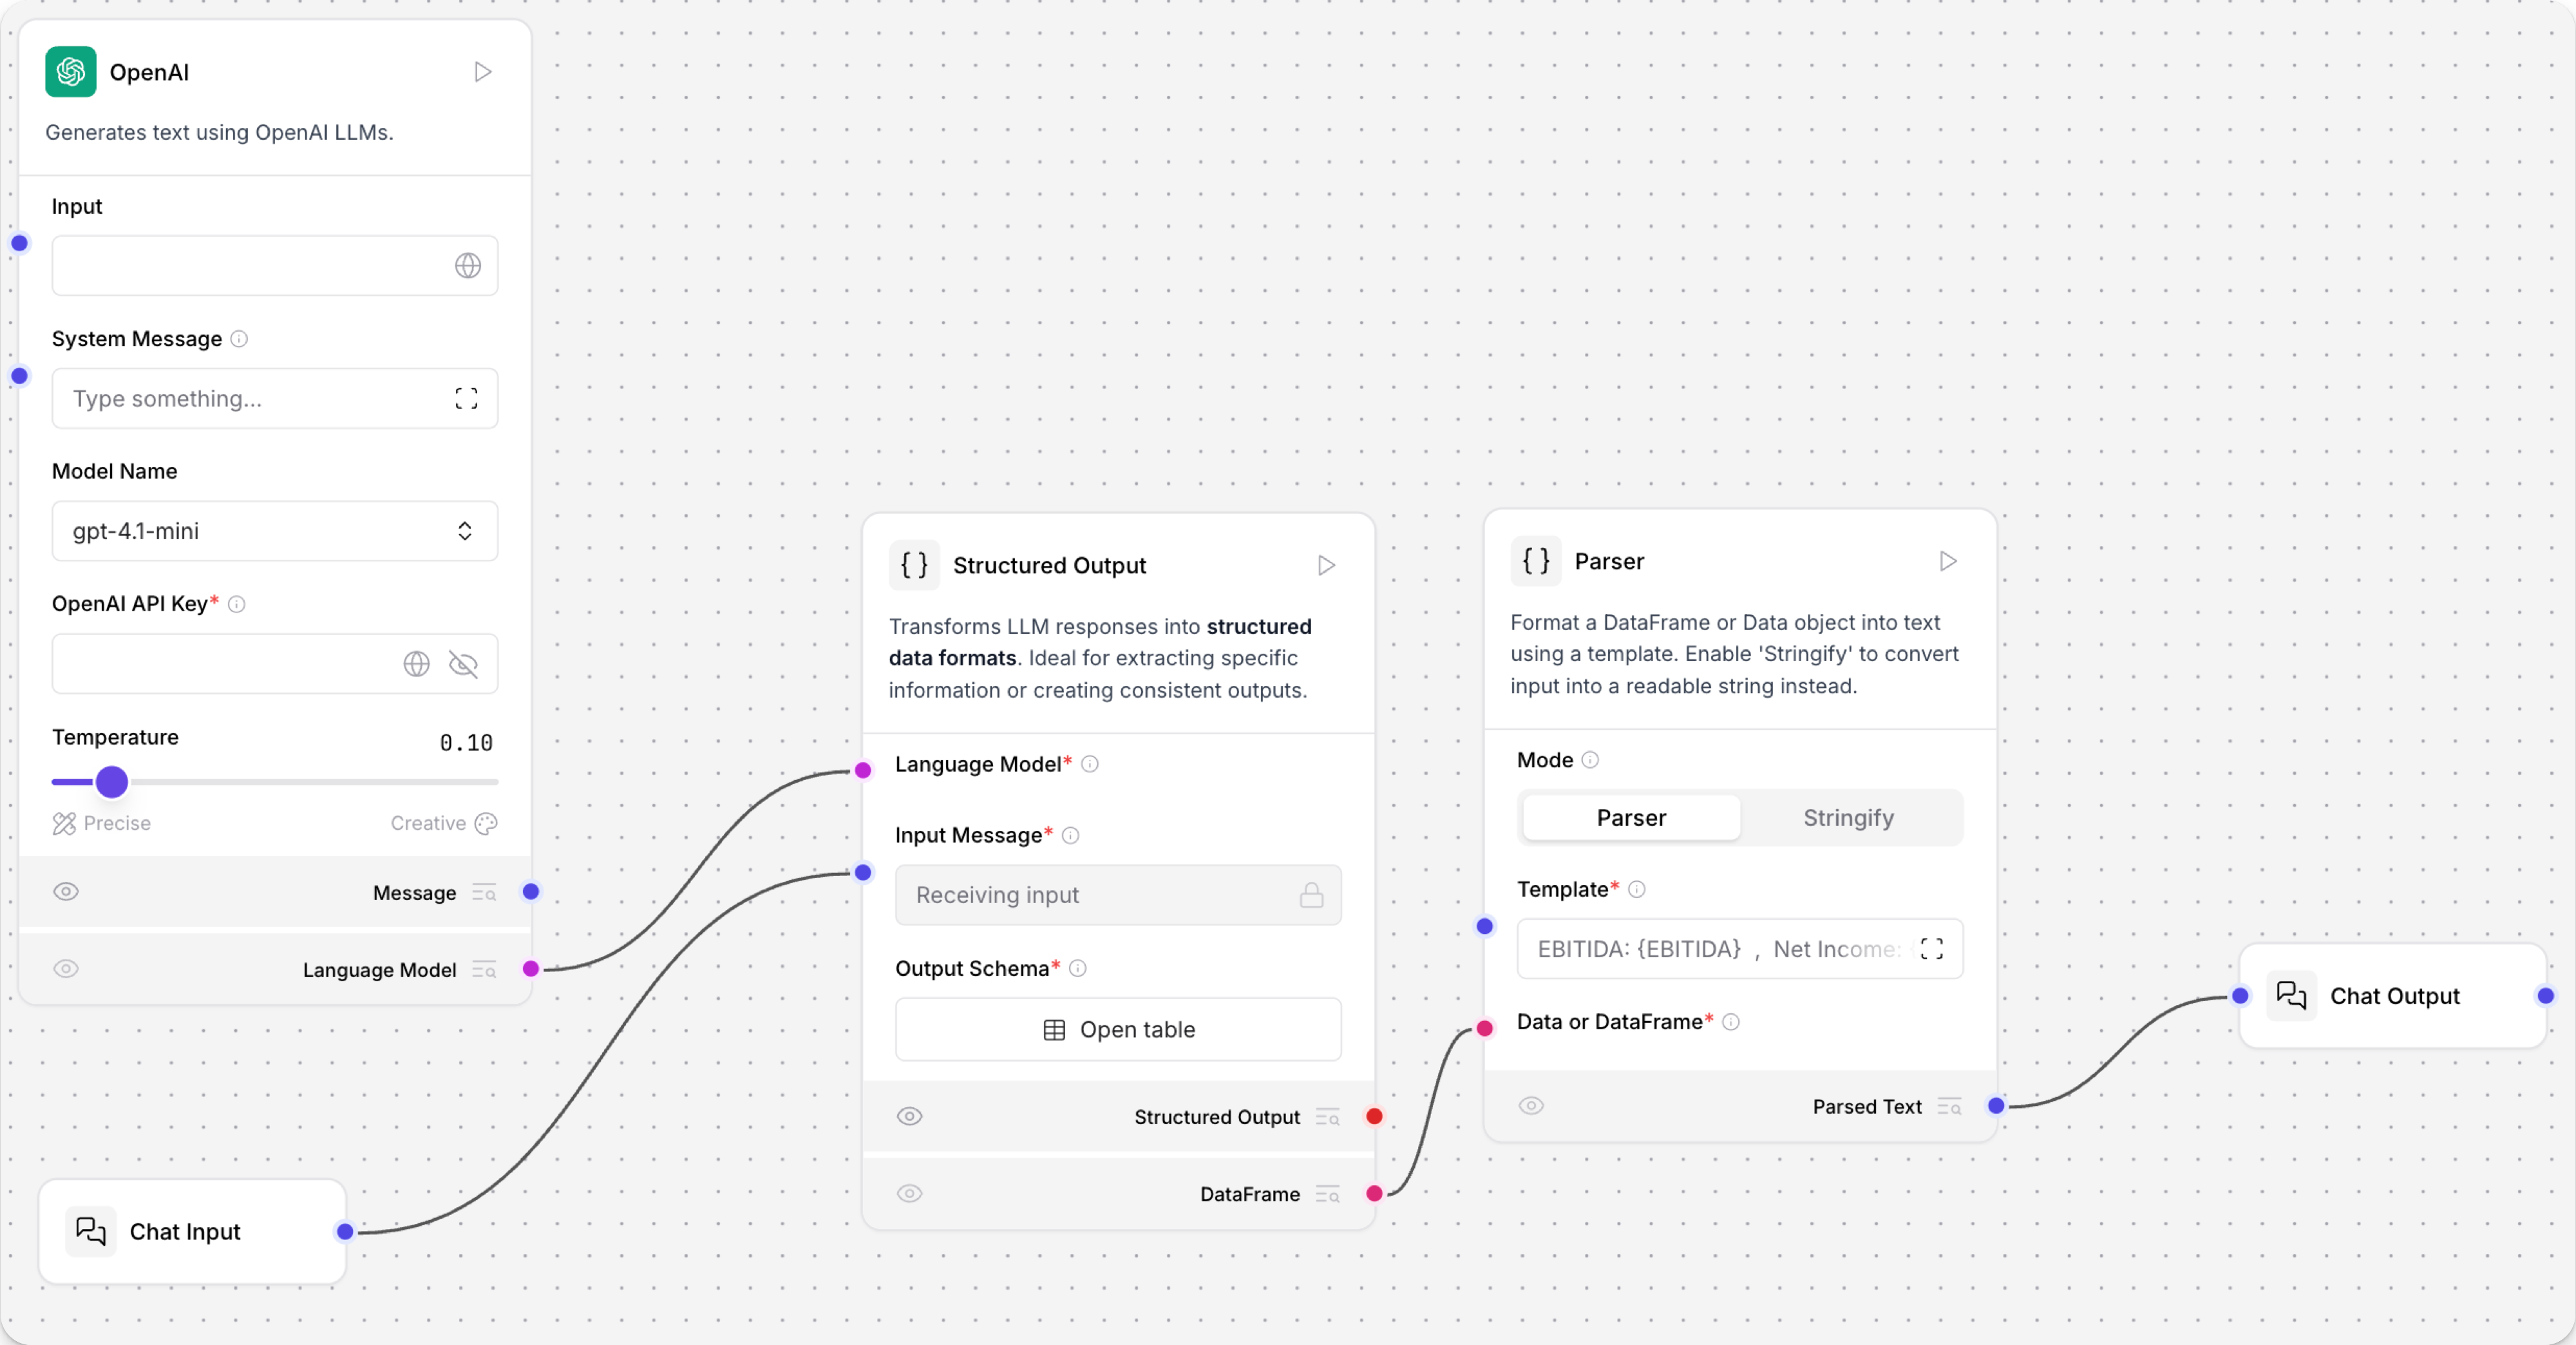 OpenAI
Generates text using OpenAI LLMs.
Input
System Message
Type something...
Model Name
gpt-4.1-mini
OpenAI API Key*
Temperature
0.10
Precise
Creative
Message
Language Model
Chat Input
Structured Output
Transforms LLM responses into structured
data formats. Ideal for extracting specific
information or creating consistent outputs.
Language Model*
Input Message*
Receiving input
Output Schema*
Open table
Structured Output
DataFrame
Parser
Format a DataFrame or Data object into text
using a template. Enable 'Stringify' to convert
input into a readable string instead.
Mode
Parser
Stringify
Template*
EBITIDA: {EBITIDA} , Net Income:
Data or DataFrame*
Parsed Text
Chat Output